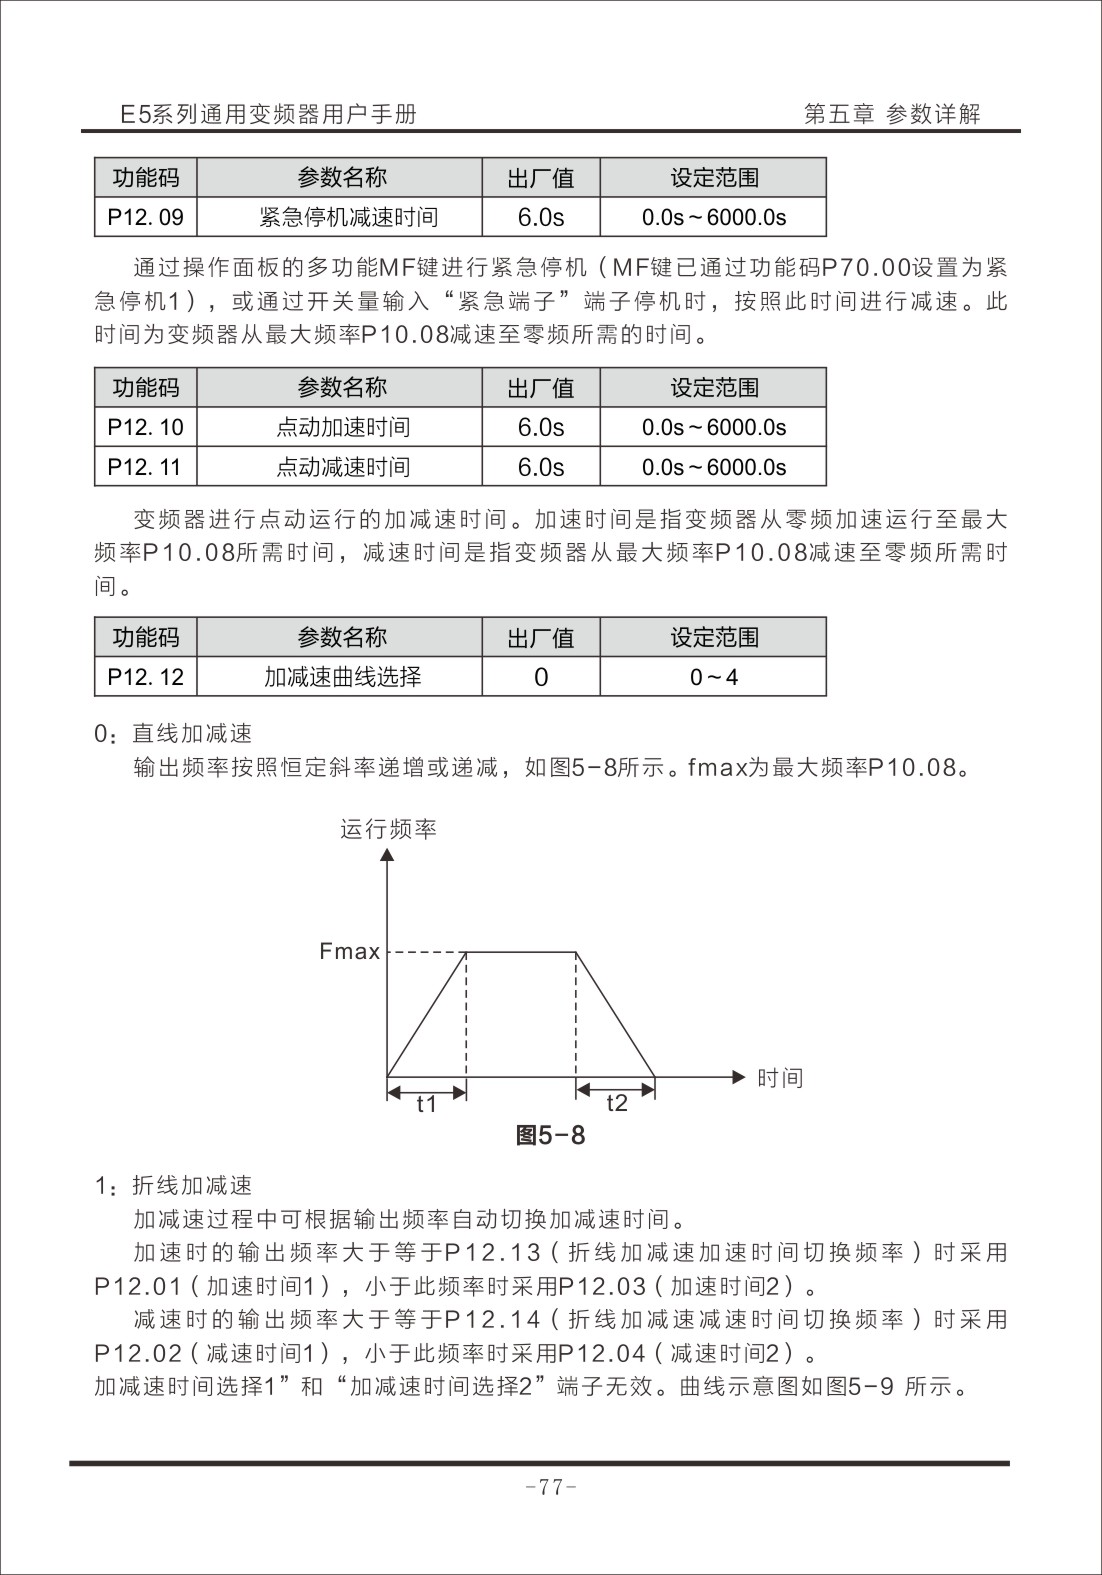 E5系列通用变频器用户手册 第五章 参数详解
功能码 参数名称 出厂值 设定范围
P12. 09 紧急停机减速时间 6.0s 0.0s~6000.0s
通过操作面板的多功能MF键进行紧急停机（MF键已通过功能码P70.00设置为紧
急停机1），或通过开关量输入“紧急端子”端子停机时，按照此时间进行减速。此
时间为变频器从最大频率P10.08减速至零频所需的时间。
功能码 参数名称 出厂值 设定范围
P12. 10 点动加速时间 6.0s 0.0s~6000.0s
P12. 11 点动减速时间 6.0s 0.0s~6000.0s
变频器进行点动运行的加减速时间。加速时间是指变频器从零频加速运行至最大
频率P10.08所需时间，减速时间是指变频器从最大频率P10.08减速至零频所需时
间。
功能码 参数名称 出厂值 设定范围
P12. 12 加减速曲线选择 0 0~4
0：直线加减速
输出频率按照恒定斜率递增或递减，如图5-8所示。fmax为最大频率P10.08。
运行频率
Fmax
时间
t1 t2
图5-8
1：折线加减速
加减速过程中可根据输出频率自动切换加减速时间。
加速时的输出频率大于等于P12.13（折线加减速加速时间切换频率）时采用
P12.01（加速时间1），小于此频率时采用P12.03（加速时间2）。
减速时的输出频率大于等于P12.14（折线加减速减速时间切换频率）时采用
P12.02（减速时间1），小于此频率时采用P12.04（减速时间2）。
加减速时间选择1”和“加减速时间选择2”端子无效。曲线示意图如图5-9 所示。
-77-